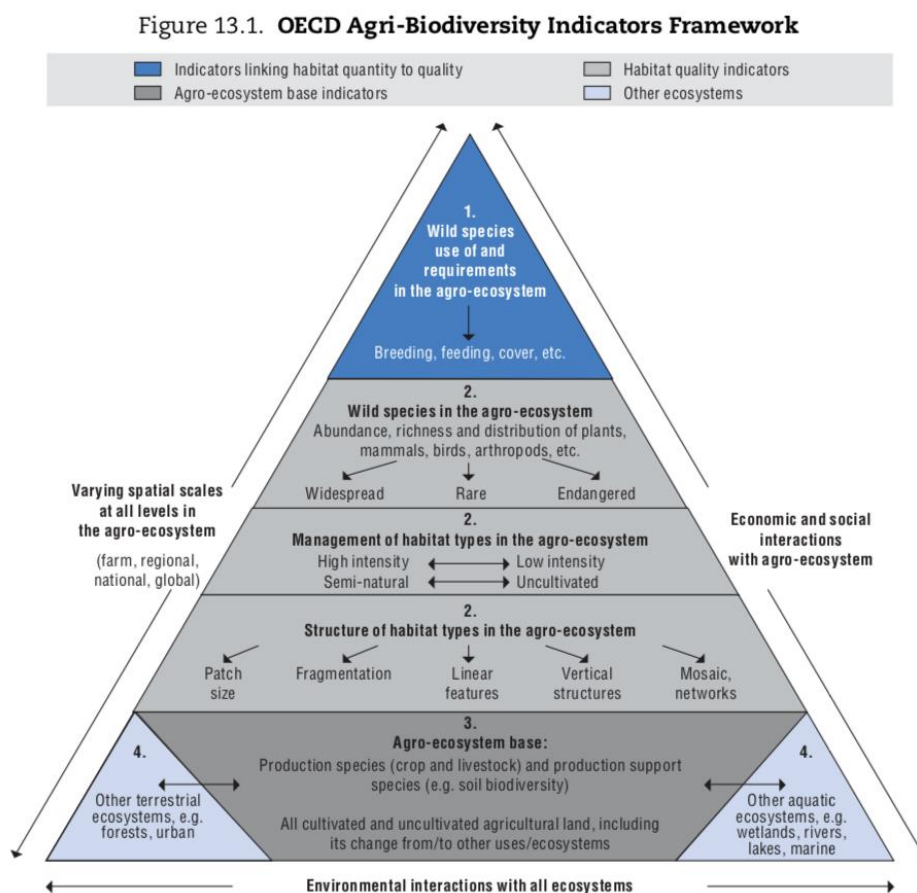 Figure 13.1. OECD Agri-Biodiversity Indicators Framework
Indicators linking habitat quantity to quality
Habitat quality indicators
Agro-ecosystem base indicators
Other ecosystems
1.
Wild species
use of and
requirements
in the agro-ecosystem
Breeding, feeding, cover, etc.
2.
Wild species in the agro-ecosystem
Abundance, richness and distribution of plants,
mammals, birds, arthropods, etc.
Widespread
Rare
Endangered
Varying spatial scales
at all levels in
the agro-ecosystem
(farm, regional,
national, global)
Economic and social
interactions
with agro-ecosystem
2.
Management of habitat types in the agro-ecosystem
High intensity
Low intensity
Semi-natural
Uncultivated
2.
Structure of habitat types in the agro-ecosystem
Patch
size
Fragmentation
Linear
features
Vertical
structures
Mosaic,
networks
3.
Agro-ecosystem base:
Production species (crop and livestock) and production support
species (e.g. soil biodiversity)
All cultivated and uncultivated agricultural land, including
its change from/to other uses/ecosystems
4.
Other terrestrial
ecosystems, e.g.
forests, urban
4.
Other aquatic
ecosystems, e.g.
wetlands, rivers,
lakes, marine
Environmental interactions with all ecosystems